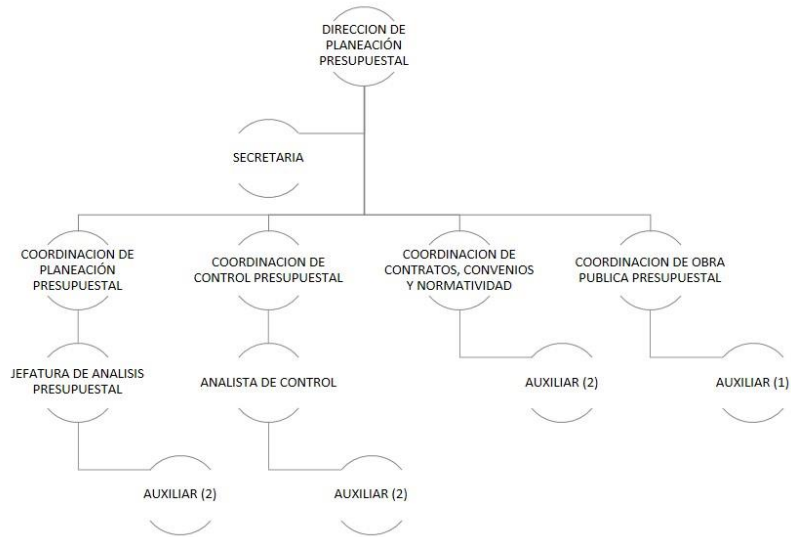 DIRECCION DE
PLANEACIÓN
PRESUPUESTAL
SECRETARIA
COORDINACION DE
PLANEACIÓN
PRESUPUESTAL
COORDINACION DE
CONTROL PRESUPUESTAL
COORDINACION DE
CONTRATOS, CONVENIOS
Y NORMATIVIDAD
COORDINACION DE OBRA
PUBLICA PRESUPUESTAL
JEFATURA DE ANALISIS
PRESUPUESTAL
ANALISTA DE CONTROL
AUXILIAR (2)
AUXILIAR (1)
AUXILIAR (2)
AUXILIAR (2)